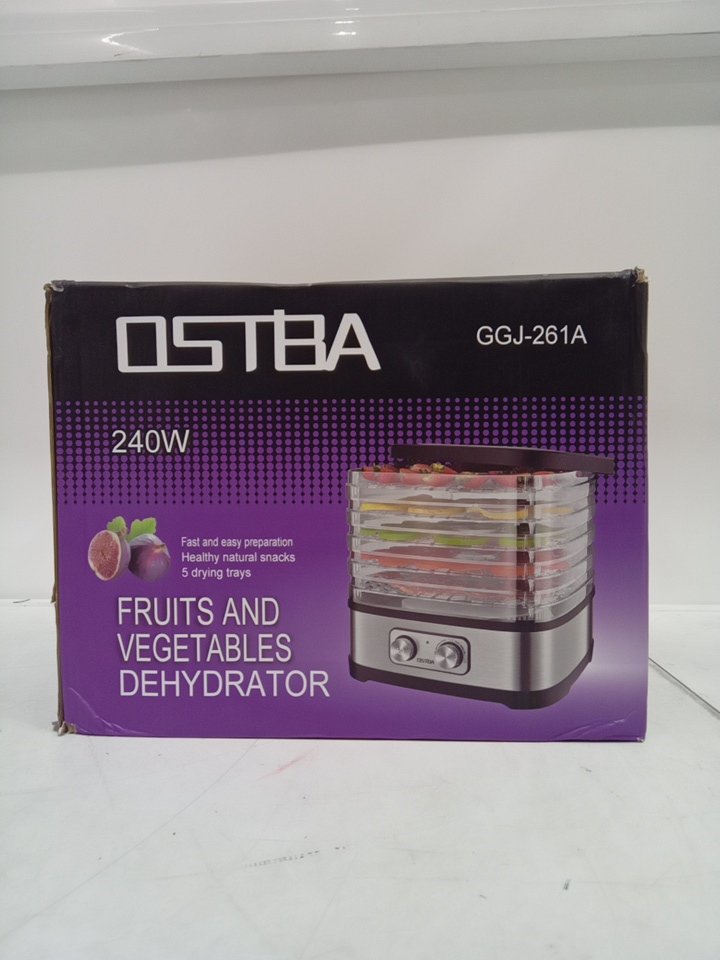 OSTBA
GGJ-261A
240W
Fast and easy preparation
Healthy natural snacks
5 drying trays
FRUITS AND
VEGETABLES
DEHYDRATOR
OSTBA